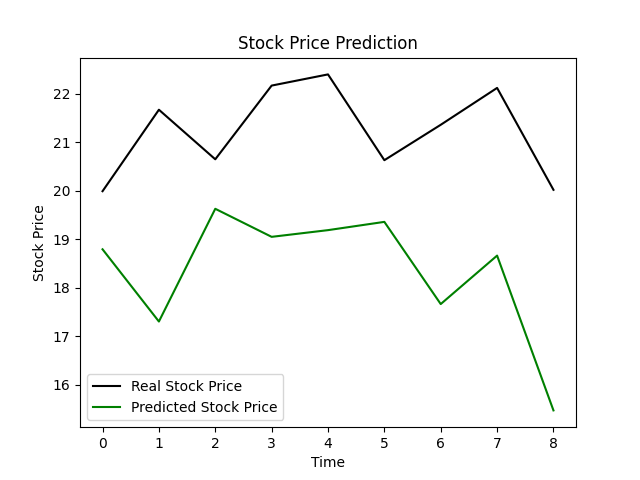 Stock Price Prediction
Stock Price
22
21
20
19
18
17
16
Real Stock Price
Predicted Stock Price
0 1 2 3 4 5 6 7 8
Time